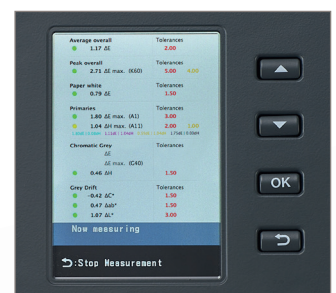 Average overall Tolerances
1.17 ΔE 2.00
Peak overall Tolerances
2.71 ΔE max. (K60) 5.00 4.00
Paper white Tolerances
0.79 ΔE 1.50
Primaries Tolerances
1.80 ΔE max. (A1) 3.00
1.04 ΔH max. (A11) 2.00 1.00
Chromatic Grey Tolerances
ΔE
ΔE max. (G40)
0.46 ΔH 1.50
Grey Drift Tolerances
-0.42 ΔC* 1.50
0.47 Δab* 1.50
1.07 ΔL* 3.00
Now measuring
:Stop Measurement
OK